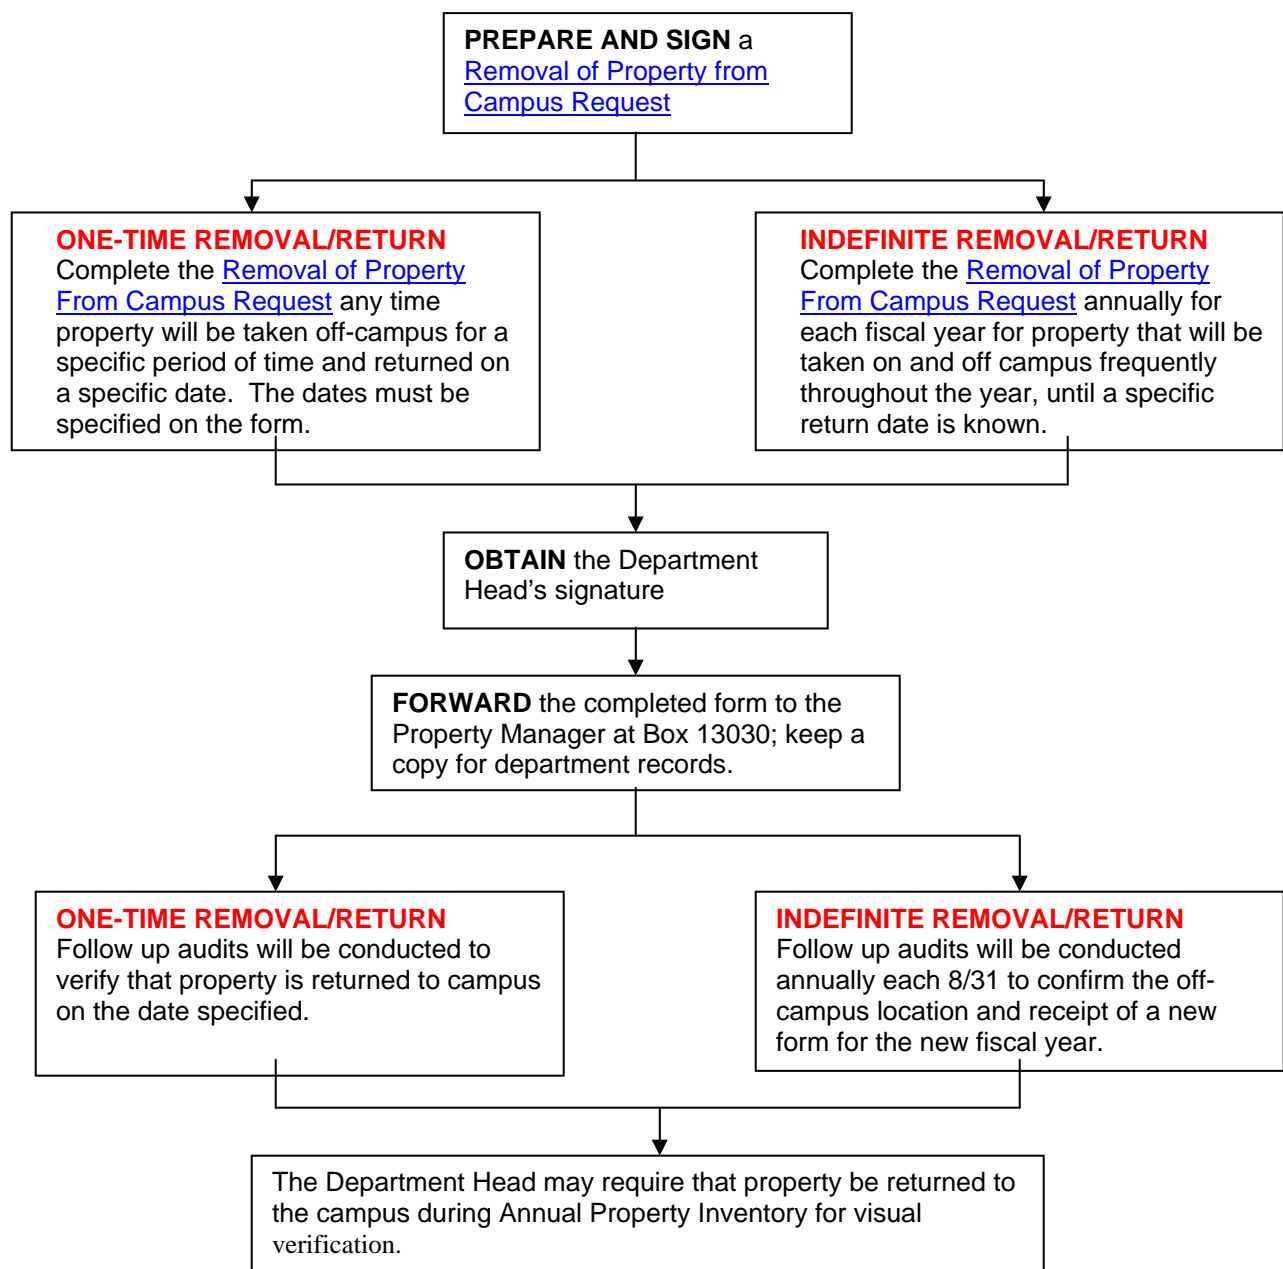 PREPARE AND SIGN a
Removal of Property from
Campus Request
ONE-TIME REMOVAL/RETURN
Complete the Removal of Property
From Campus Request any time
property will be taken off-campus for a
specific period of time and returned on
a specific date.  The dates must be
specified on the form.
INDEFINITE REMOVAL/RETURN
Complete the Removal of Property
From Campus Request annually for
each fiscal year for property that will be
taken on and off campus frequently
throughout the year, until a specific
return date is known.
OBTAIN the Department
Head’s signature
FORWARD the completed form to the
Property Manager at Box 13030; keep a
copy for department records.
ONE-TIME REMOVAL/RETURN
Follow up audits will be conducted to
verify that property is returned to campus
on the date specified.
INDEFINITE REMOVAL/RETURN
Follow up audits will be conducted
annually each 8/31 to confirm the off-
campus location and receipt of a new
form for the new fiscal year.
The Department Head may require that property be returned to
the campus during Annual Property Inventory for visual
verification.